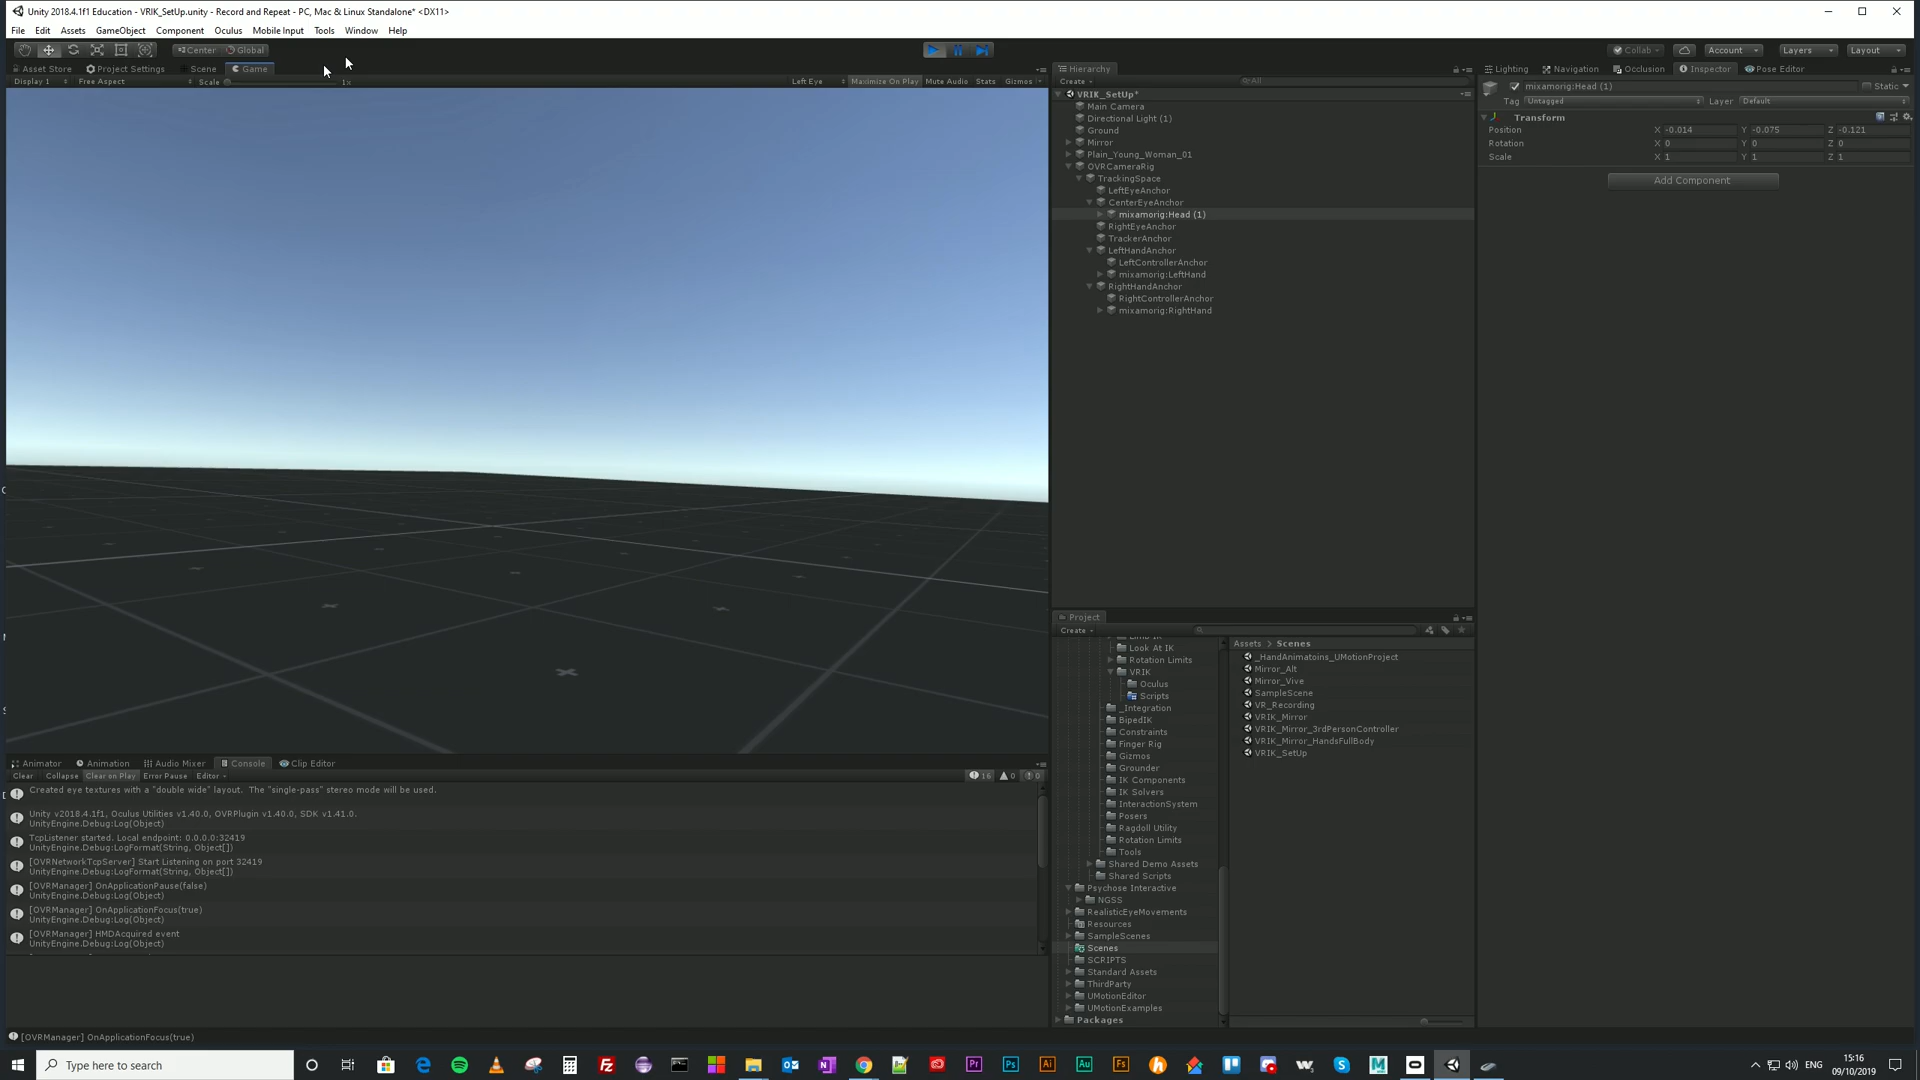 Unity 2018.4.1f1 Education - VRIK_SetUp.unity - Record and Repeat - PC, Mac & Linux Standalone* <DX11>
File Edit Assets GameObject Component Oculus Mobile Input Tools Window Help
Center Global
Collab Account Layers Layout
Asset Store Project Settings Scene Game
Display 1 Free Aspect Scale 1x Left Eye Maximize On Play Mute Audio Stats Gizmos
Hierarchy
Create All
VRIK_SetUp*
Main Camera
Directional Light (1)
Ground
Mirror
Plain_Young_Woman_01
OVRCameraRig
TrackingSpace
LeftEyeAnchor
CenterEyeAnchor
mixamorig:Head (1)
RightEyeAnchor
TrackerAnchor
LeftHandAnchor
LeftControllerAnchor
mixamorig:LeftHand
RightHandAnchor
RightControllerAnchor
mixamorig:RightHand
Lighting Navigation Occlusion Inspector Pose Editor
mixamorig:Head (1) Static
Tag Untagged Layer Default
Transform
Position X -0.014 Y -0.075 Z -0.121
Rotation X 0 Y 0 Z 0
Scale X 1 Y 1 Z 1
Add Component
Project
Create
Limb IK
Look At IK
Rotation Limits
VRIK
Oculus
Scripts
_Integration
BipedIK
Constraints
Finger Rig
Gizmos
Grounder
IK Components
IK Solvers
InteractionSystem
Posers
Ragdoll Utility
Rotation Limits
Tools
Shared Demo Assets
Shared Scripts
Psychose Interactive
NGSS
RealisticEyeMovements
Resources
SampleScenes
Scenes
SCRIPTS
Standard Assets
ThirdParty
UMotionEditor
UMotionExamples
Packages
Assets > Scenes
_HandAnimatoins_UMotionProject
Mirror_Alt
Mirror_Vive
SampleScene
VR_Recording
VRIK_Mirror
VRIK_Mirror_3rdPersonController
VRIK_Mirror_HandsFullBody
VRIK_SetUp
Animator Animation Audio Mixer Console Clip Editor
Clear Collapse Clear on Play Error Pause Editor 16 0 0
Created eye textures with a "double wide" layout. The "single-pass" stereo mode will be used.
Unity v2018.4.1f1, Oculus Utilities v1.40.0, OVRPlugin v1.40.0, SDK v1.41.0.
UnityEngine.Debug:Log(Object)
TcpListener started. Local endpoint: 0.0.0.0:32419
UnityEngine.Debug:LogFormat(String, Object[])
[OVRNetworkTcpServer] Start Listening on port 32419
UnityEngine.Debug:LogFormat(String, Object[])
[OVRManager] OnApplicationPause(false)
UnityEngine.Debug:Log(Object)
[OVRManager] OnApplicationFocus(true)
UnityEngine.Debug:Log(Object)
[OVRManager] HMDAcquired event
UnityEngine.Debug:Log(Object)
[OVRManager] OnApplicationFocus(true)
Type here to search
ENG
15:16
09/10/2019